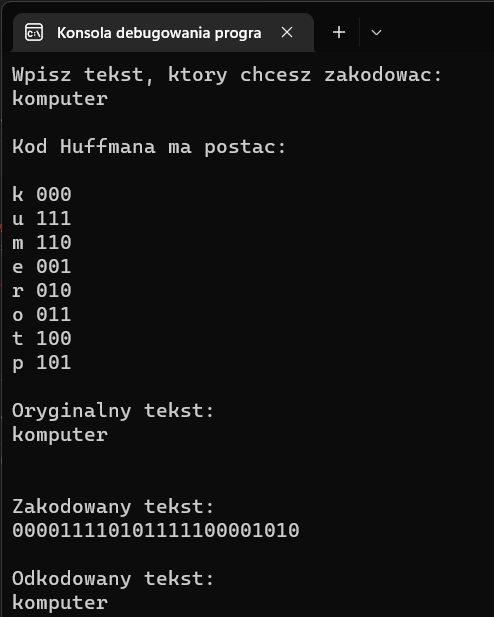 Konsola debugowania progra
Wpisz tekst, ktory chcesz zakodowac:
komputer
Kod Huffmana ma postac:
k 000
u 111
m 110
e 001
r 010
o 011
t 100
p 101
Oryginalny tekst:
komputer
Zakodowany tekst:
000011110101111100001010
Odkodowany tekst:
komputer